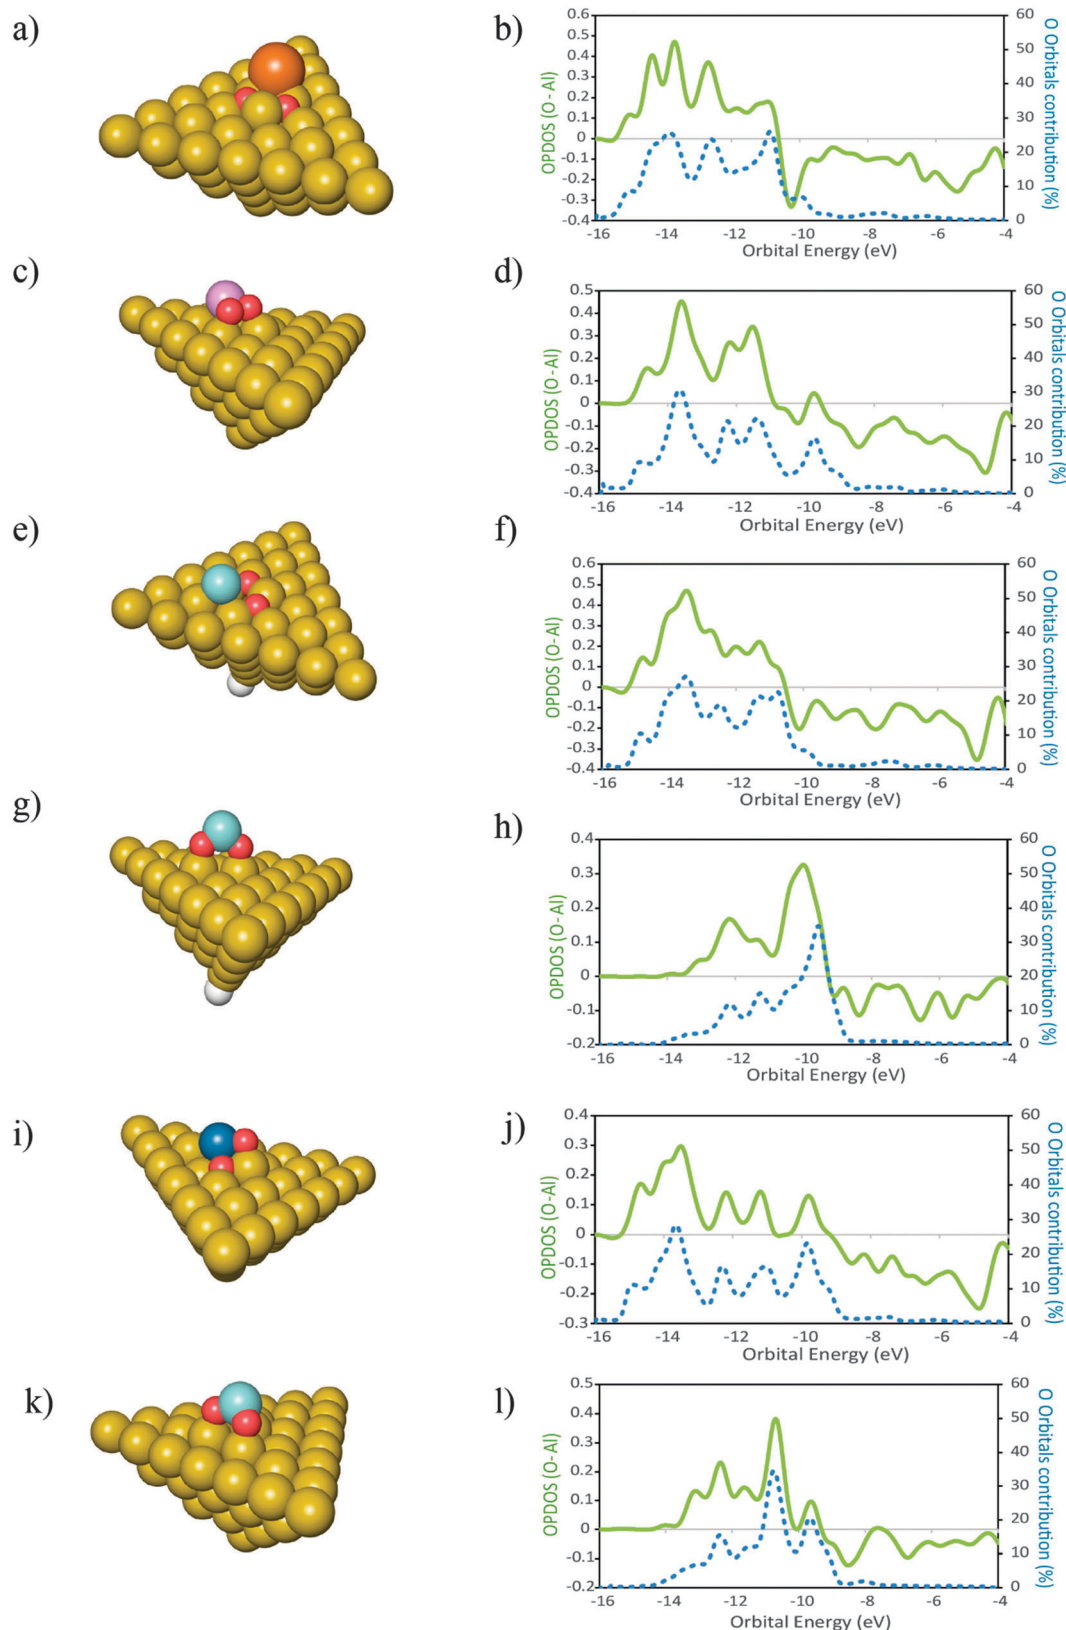 a)
b)
0.6
0.5
0.4
0.3
0.2
0.1
0
-0.1
-0.2
-0.3
-0.4
OPDOS (O - Al)
60
50
40
30
20
10
0
O Orbitals contribution (%)
-16 -14 -12 -10 -8 -6 -4
Orbital Energy (eV)
c)
d)
0.5
0.4
0.3
0.2
0.1
0
-0.1
-0.2
-0.3
-0.4
OPDOS (O - Al)
60
50
40
30
20
10
0
O Orbitals contribution (%)
-16 -14 -12 -10 -8 -6 -4
Orbital Energy (eV)
e)
f)
0.6
0.5
0.4
0.3
0.2
0.1
0
-0.1
-0.2
-0.3
-0.4
OPDOS (O - Al)
60
50
40
30
20
10
0
O Orbitals contribution (%)
-16 -14 -12 -10 -8 -6 -4
Orbital Energy (eV)
g)
h)
0.4
0.3
0.2
0.1
0
-0.1
-0.2
OPDOS (O - Al)
60
50
40
30
20
10
0
O Orbitals contribution (%)
-16 -14 -12 -10 -8 -6 -4
Orbital Energy (eV)
i)
j)
0.4
0.3
0.2
0.1
0
-0.1
-0.2
-0.3
OPDOS (O - Al)
60
50
40
30
20
10
0
O Orbitals contribution (%)
-16 -14 -12 -10 -8 -6 -4
Orbital Energy (eV)
k)
l)
0.5
0.4
0.3
0.2
0.1
0
-0.1
-0.2
OPDOS (O - Al)
60
50
40
30
20
10
0
O Orbitals contribution (%)
-16 -14 -12 -10 -8 -6 -4
Orbital Energy (eV)